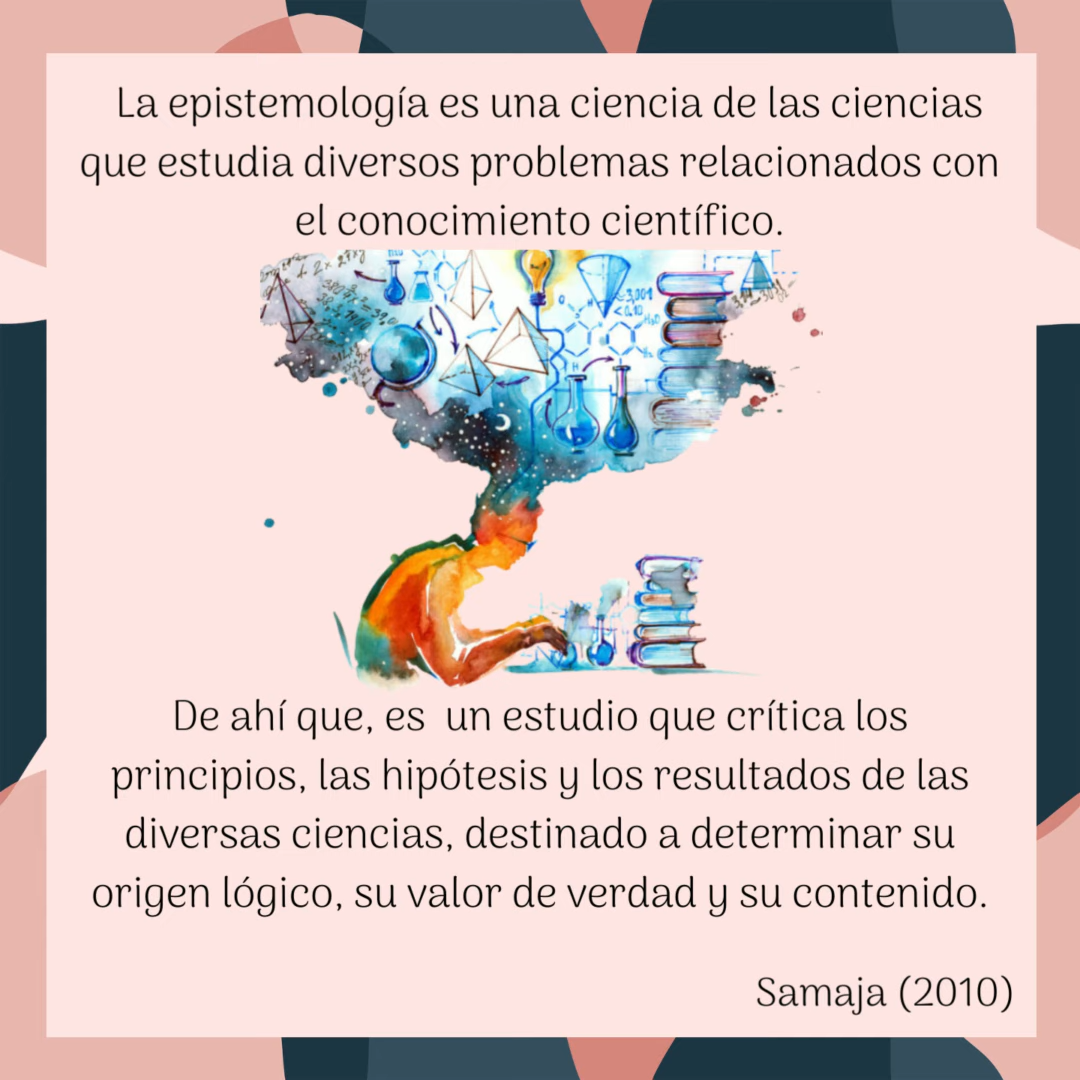 La epistemología es una ciencia de las ciencias
que estudia diversos problemas relacionados con
el conocimiento científico.
De ahí que, es un estudio que crítica los
principios, las hipótesis y los resultados de las
diversas ciencias, destinado a determinar su
origen lógico, su valor de verdad y su contenido.
Samaja (2010)